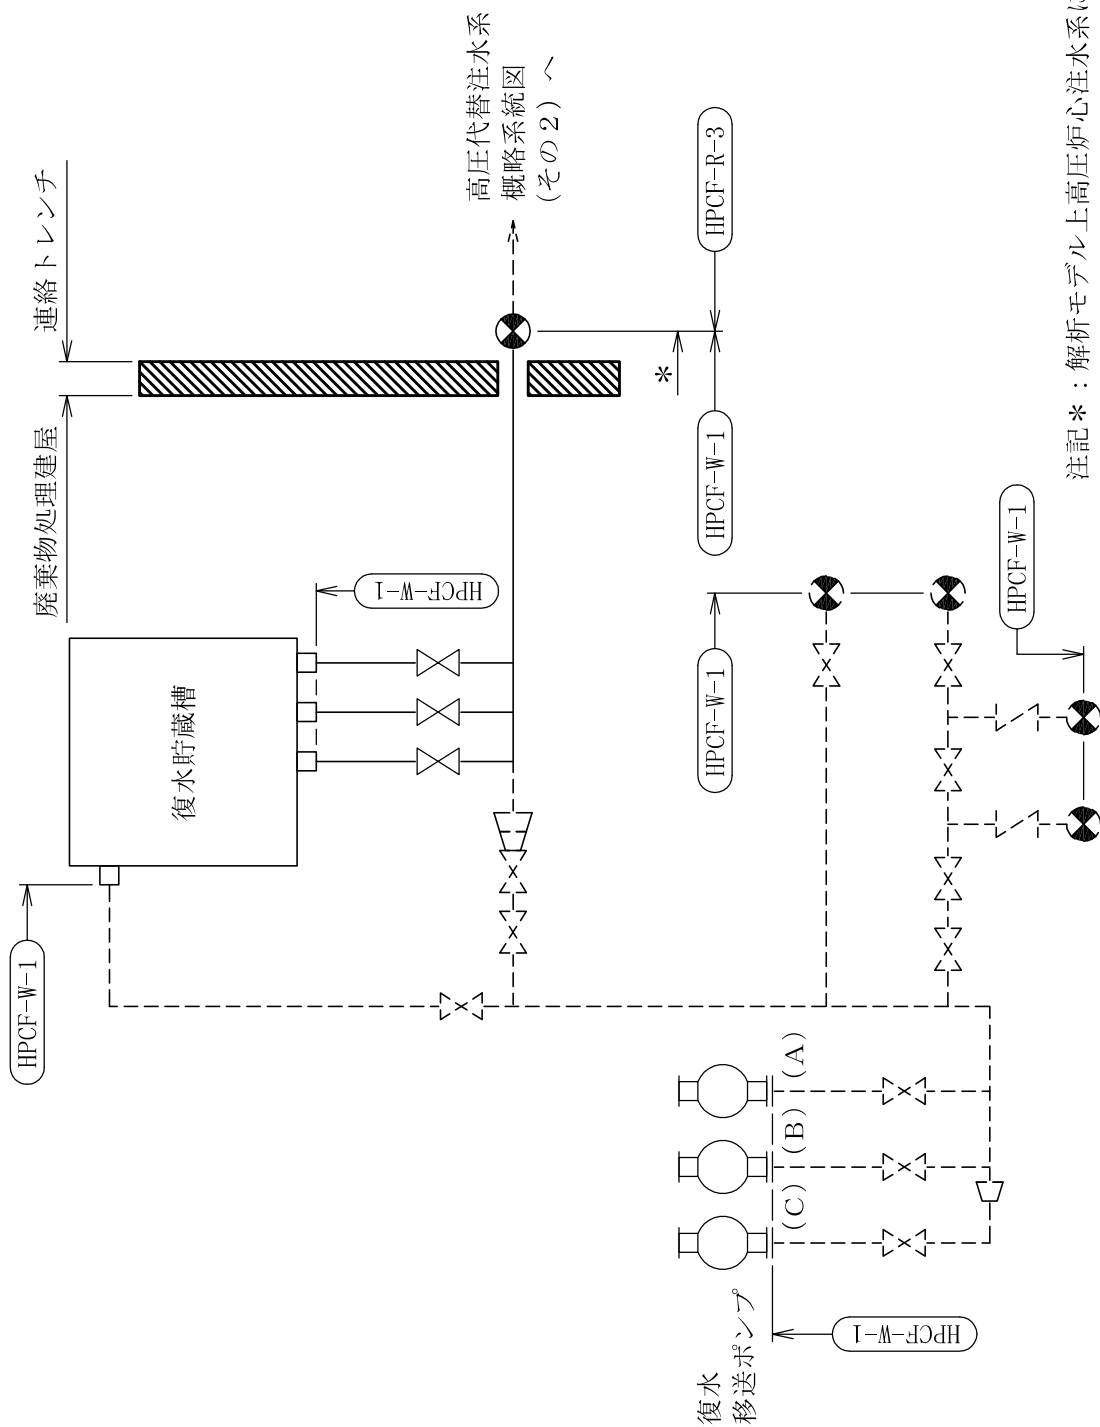 高圧代替注水系
概略系統図
(その2) へ
連絡トレンチ
廃棄物処理建屋
HPCF-R-3
*
HPCF-W-1
HPCF-W-1
復水貯蔵槽
HPCF-W-1
HPCF-W-1
HPCF-W-1
(A)
(B)
(C)
復水
移送ポンプ
HPCF-W-1
注記*：解析モデル上高圧炉心注水系に